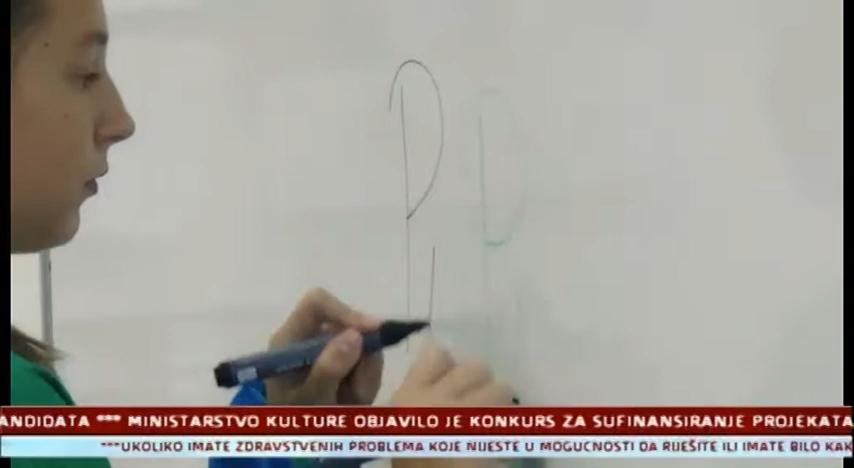 P P
ANDIDATA *** MINISTARSTVO KULTURE OBJAVILO JE KONKURS ZA SUFINANSIRANJE PROJEKATA
***UKOLIKO IMATE ZDRAVSTVENIH PROBLEMA KOJE NIJESTE U MOGUCNOSTI DA RIJEŠITE ILI IMATE BILO KAK